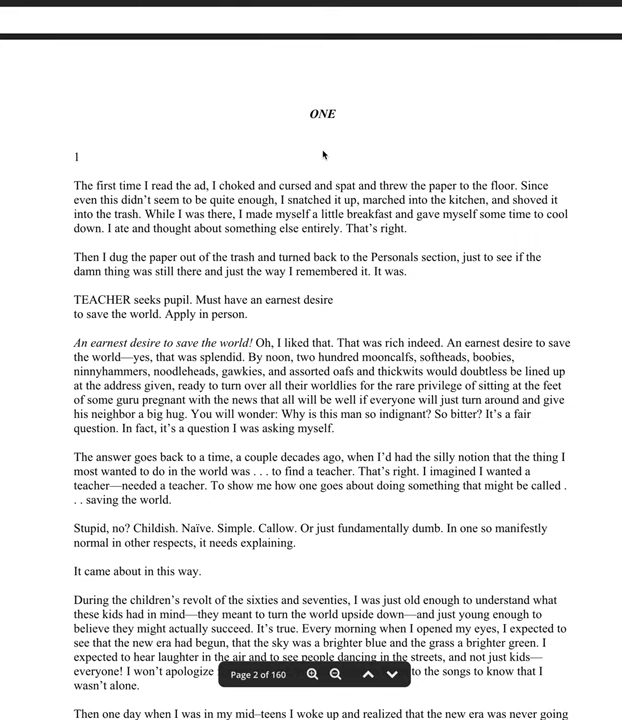 ONE
1
The first time I read the ad, I choked and cursed and spat and threw the paper to the floor. Since
even this didn’t seem to be quite enough, I snatched it up, marched into the kitchen, and shoved it
into the trash. While I was there, I made myself a little breakfast and gave myself some time to cool
down. I ate and thought about something else entirely. That’s right.
Then I dug the paper out of the trash and turned back to the Personals section, just to see if the
damn thing was still there and just the way I remembered it. It was.
TEACHER seeks pupil. Must have an earnest desire
to save the world. Apply in person.
An earnest desire to save the world! Oh, I liked that. That was rich indeed. An earnest desire to save
the world—yes, that was splendid. By noon, two hundred mooncalfs, softheads, boobies,
ninnyhammers, noodleheads, gawkies, and assorted oafs and thickwits would doubtless be lined up
at the address given, ready to turn over all their worldlies for the rare privilege of sitting at the feet
of some guru pregnant with the news that all will be well if everyone will just turn around and give
his neighbor a big hug. You will wonder: Why is this man so indignant? So bitter? It’s a fair
question. In fact, it’s a question I was asking myself.
The answer goes back to a time, a couple decades ago, when I’d had the silly notion that the thing I
most wanted to do in the world was . . . to find a teacher. That’s right. I imagined I wanted a
teacher—needed a teacher. To show me how one goes about doing something that might be called .
. . saving the world.
Stupid, no? Childish. Naïve. Simple. Callow. Or just fundamentally dumb. In one so manifestly
normal in other respects, it needs explaining.
It came about in this way.
During the children’s revolt of the sixties and seventies, I was just old enough to understand what
these kids had in mind—they meant to turn the world upside down—and just young enough to
believe they might actually succeed. It’s true. Every morning when I opened my eyes, I expected to
see that the new era had begun, that the sky was a brighter blue and the grass a brighter green. I
expected to hear laughter in the air and to see people dancing in the streets, and not just kids—
everyone! I won’t apologize to the songs to know that I
Page 2 of 160
wasn’t alone.
Then one day when I was in my mid–teens I woke up and realized that the new era was never going